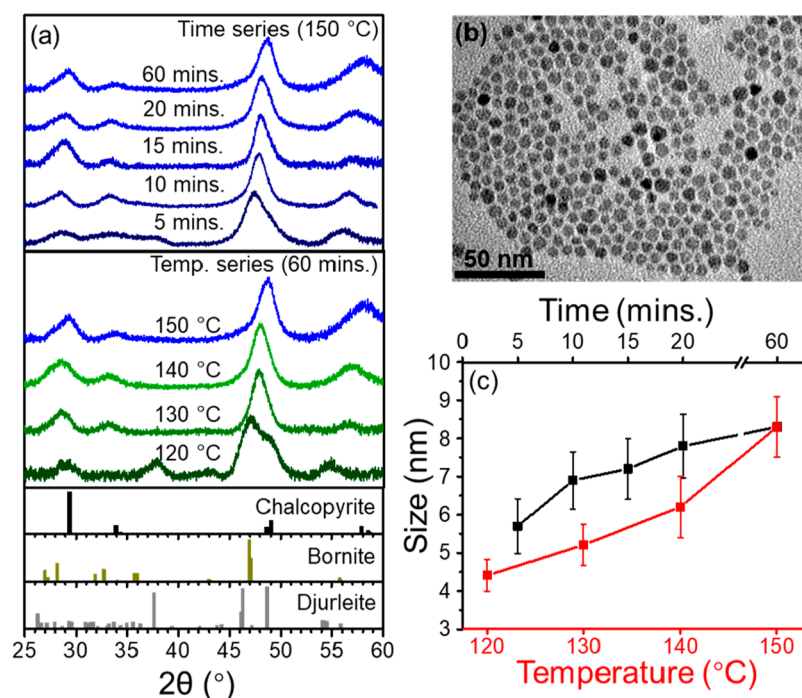 (a)
Time series (150 °C)
60 mins.
20 mins.
15 mins.
10 mins.
5 mins.
Temp. series (60 mins.)
150 °C
140 °C
130 °C
120 °C
Chalcopyrite
Bornite
Djurleite
25 30 35 40 45 50 55 60
2θ (°)
(b)
50 nm
Time (mins.)
0 5 10 15 20 60
(c)
10
9
8
7
6
5
4
3
Size (nm)
120 130 140 150
Temperature (°C)